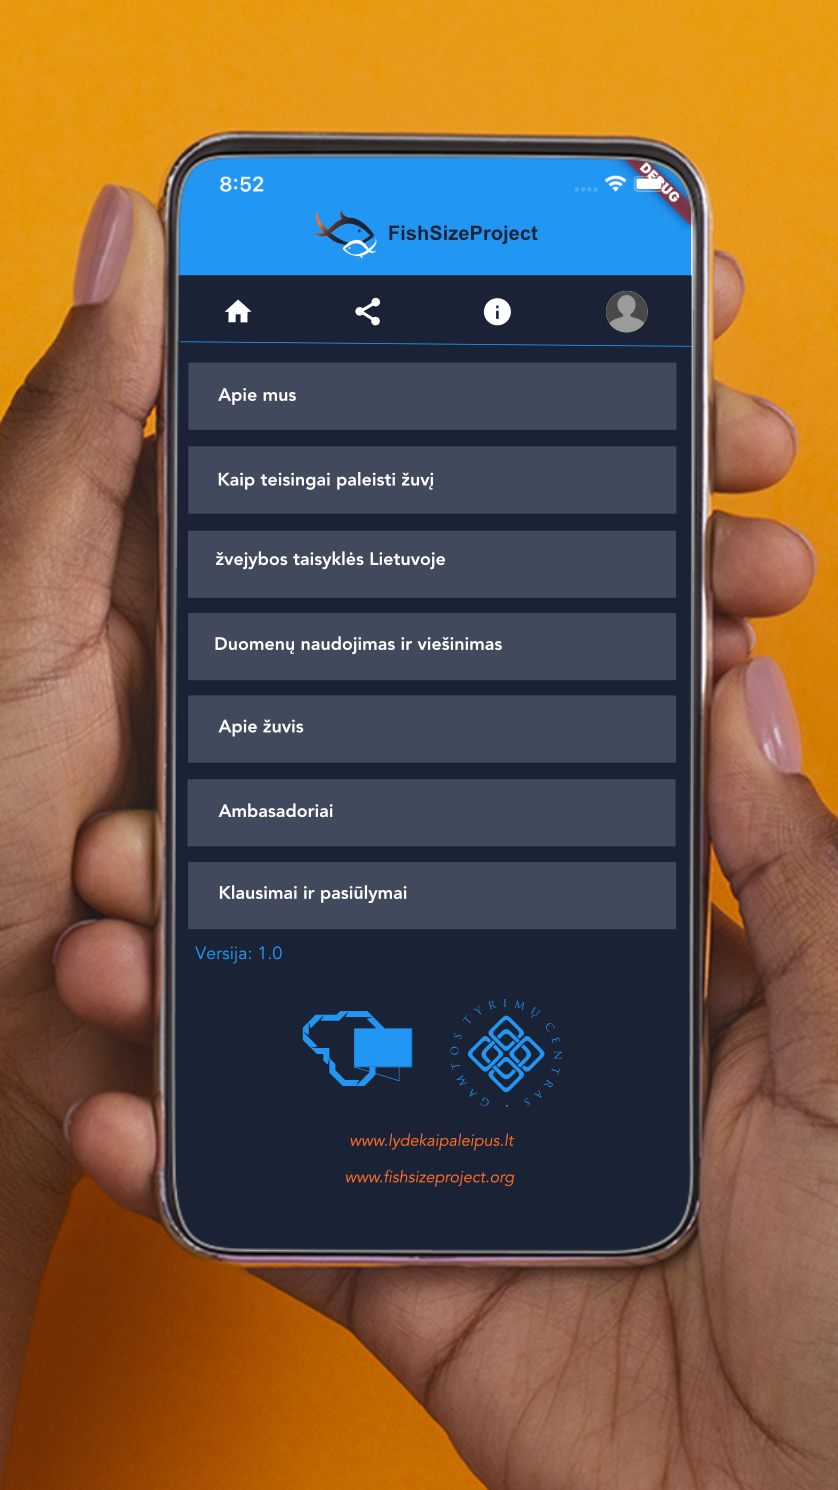 8:52
DEBUG
FishSizeProject
Apie mus
Kaip teisingai paleisti žuvį
žvejybos taisyklės Lietuvoje
Duomenų naudojimas ir viešinimas
Apie žuvis
Ambasadoriai
Klausimai ir pasiūlymai
Versija: 1.0
GAMTOS TYRIMŲ CENTRAS •
www.lydekaipaleipus.lt
www.fishsizeproject.org